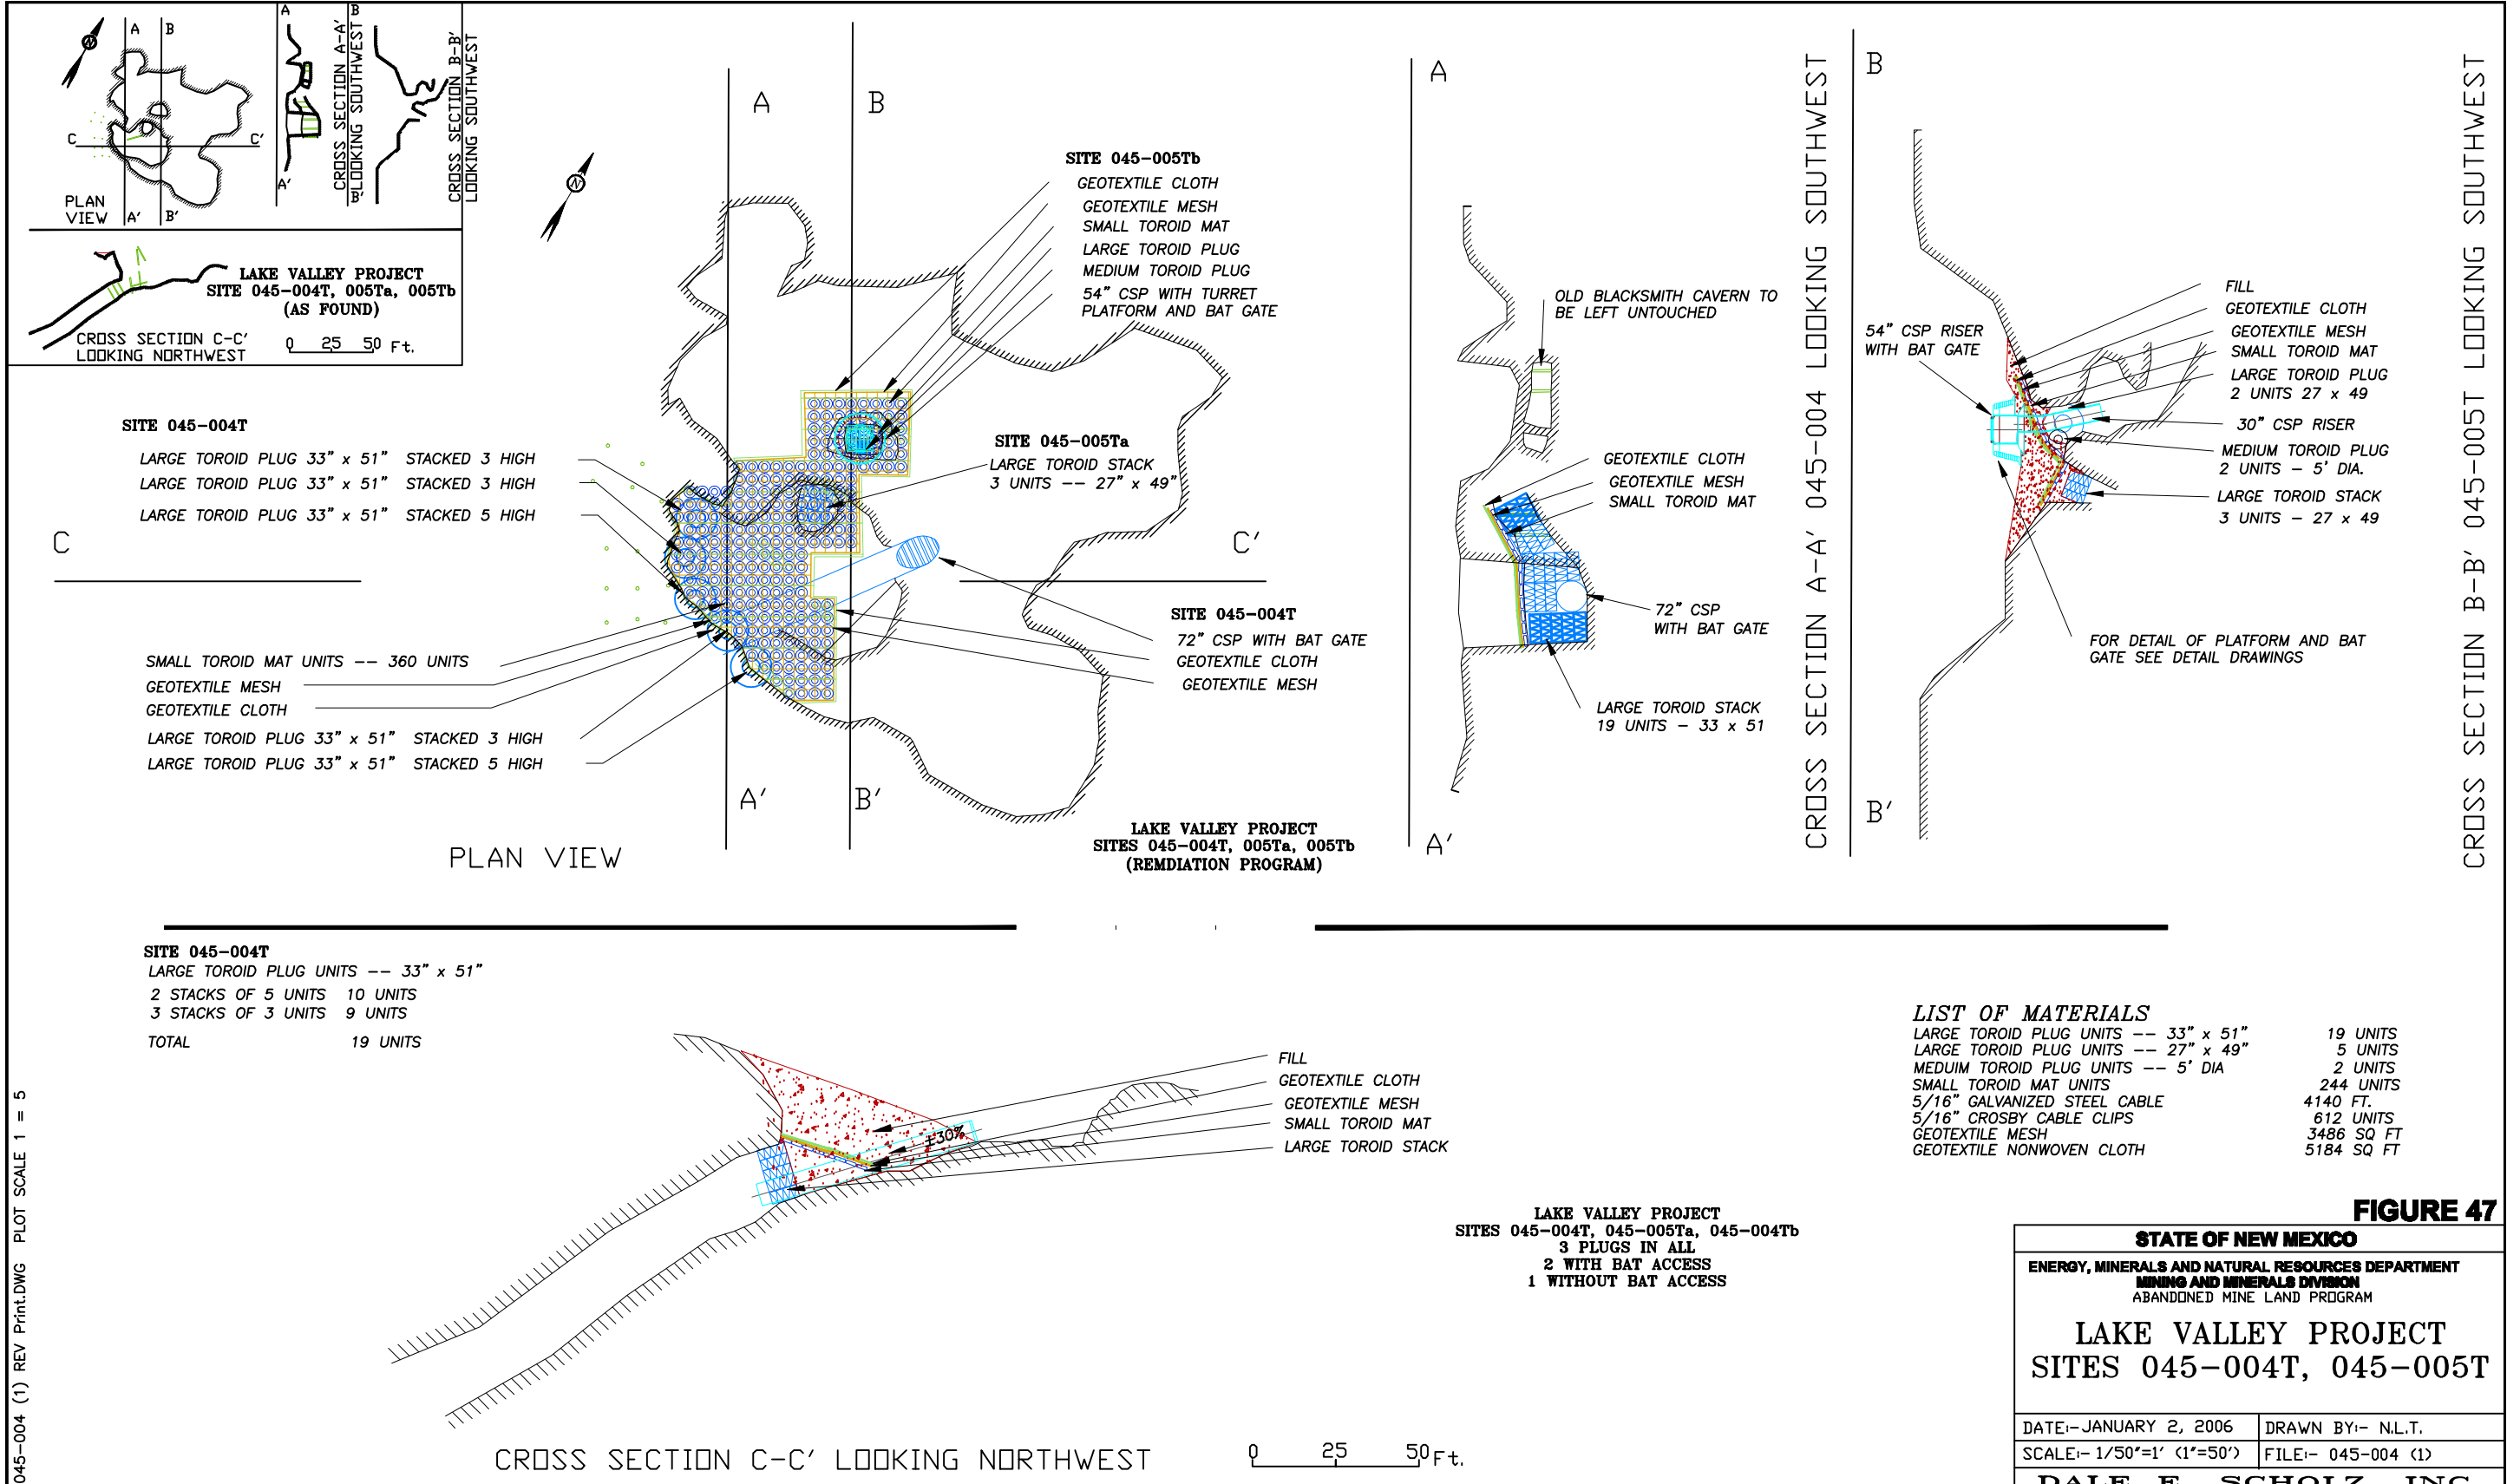 A
B
C
C'
PLAN
VIEW
A'
B'
A
A'
CROSS SECTION A-A'
LOOKING SOUTHWEST
B
B'
CROSS SECTION B-B'
LOOKING SOUTHWEST
N
LAKE VALLEY PROJECT
SITE 045-004T, 005Ta, 005Tb
(AS FOUND)
CROSS SECTION C-C'
LOOKING NORTHWEST
0 25 50 Ft.
A
B
N
SITE 045-005Tb
GEOTEXTILE CLOTH
GEOTEXTILE MESH
SMALL TOROID MAT
LARGE TOROID PLUG
MEDIUM TOROID PLUG
54" CSP WITH TURRET
PLATFORM AND BAT GATE
SITE 045-004T
LARGE TOROID PLUG 33" x 51" STACKED 3 HIGH
LARGE TOROID PLUG 33" x 51" STACKED 3 HIGH
LARGE TOROID PLUG 33" x 51" STACKED 5 HIGH
SITE 045-005Ta
LARGE TOROID STACK
3 UNITS -- 27" x 49"
C
C'
SITE 045-004T
72" CSP WITH BAT GATE
GEOTEXTILE CLOTH
GEOTEXTILE MESH
SMALL TOROID MAT UNITS -- 360 UNITS
GEOTEXTILE MESH
GEOTEXTILE CLOTH
LARGE TOROID PLUG 33" x 51" STACKED 3 HIGH
LARGE TOROID PLUG 33" x 51" STACKED 5 HIGH
A'
B'
PLAN VIEW
LAKE VALLEY PROJECT
SITES 045-004T, 005Ta, 005Tb
(REMDIATION PROGRAM)
A
OLD BLACKSMITH CAVERN TO
BE LEFT UNTOUCHED
GEOTEXTILE CLOTH
GEOTEXTILE MESH
SMALL TOROID MAT
72" CSP
WITH BAT GATE
LARGE TOROID STACK
19 UNITS - 33 x 51
A'
CROSS SECTION A-A' 045-004 LOOKING SOUTHWEST
B
54" CSP RISER
WITH BAT GATE
FILL
GEOTEXTILE CLOTH
GEOTEXTILE MESH
SMALL TOROID MAT
LARGE TOROID PLUG
2 UNITS 27 x 49
30" CSP RISER
MEDIUM TOROID PLUG
2 UNITS - 5' DIA.
LARGE TOROID STACK
3 UNITS - 27 x 49
FOR DETAIL OF PLATFORM AND BAT
GATE SEE DETAIL DRAWINGS
B'
CROSS SECTION B-B' 045-005T LOOKING SOUTHWEST
SITE 045-004T
LARGE TOROID PLUG UNITS -- 33" x 51"
2 STACKS OF 5 UNITS 10 UNITS
3 STACKS OF 3 UNITS 9 UNITS
TOTAL 19 UNITS
±30%
FILL
GEOTEXTILE CLOTH
GEOTEXTILE MESH
SMALL TOROID MAT
LARGE TOROID STACK
CROSS SECTION C-C' LOOKING NORTHWEST
0 25 50 Ft.
LAKE VALLEY PROJECT
SITES 045-004T, 045-005Ta, 045-004Tb
3 PLUGS IN ALL
2 WITH BAT ACCESS
1 WITHOUT BAT ACCESS
LIST OF MATERIALS
LARGE TOROID PLUG UNITS -- 33" x 51" 19 UNITS
LARGE TOROID PLUG UNITS -- 27" x 49" 5 UNITS
MEDUIM TOROID PLUG UNITS -- 5' DIA 2 UNITS
SMALL TOROID MAT UNITS 244 UNITS
5/16" GALVANIZED STEEL CABLE 4140 FT.
5/16" CROSBY CABLE CLIPS 612 UNITS
GEOTEXTILE MESH 3486 SQ FT
GEOTEXTILE NONWOVEN CLOTH 5184 SQ FT
FIGURE 47
STATE OF NEW MEXICO
ENERGY, MINERALS AND NATURAL RESOURCES DEPARTMENT
MINING AND MINERALS DIVISION
ABANDONED MINE LAND PROGRAM
LAKE VALLEY PROJECT
SITES 045-004T, 045-005T
DATE:-JANUARY 2, 2006 DRAWN BY:- N.L.T.
SCALE:- 1/50"=1' (1"=50') FILE:- 045-004 (1)
DALE F. SCHOLZ, INC
045-004 (1) REV Print.DWG PLOT SCALE 1 = 5